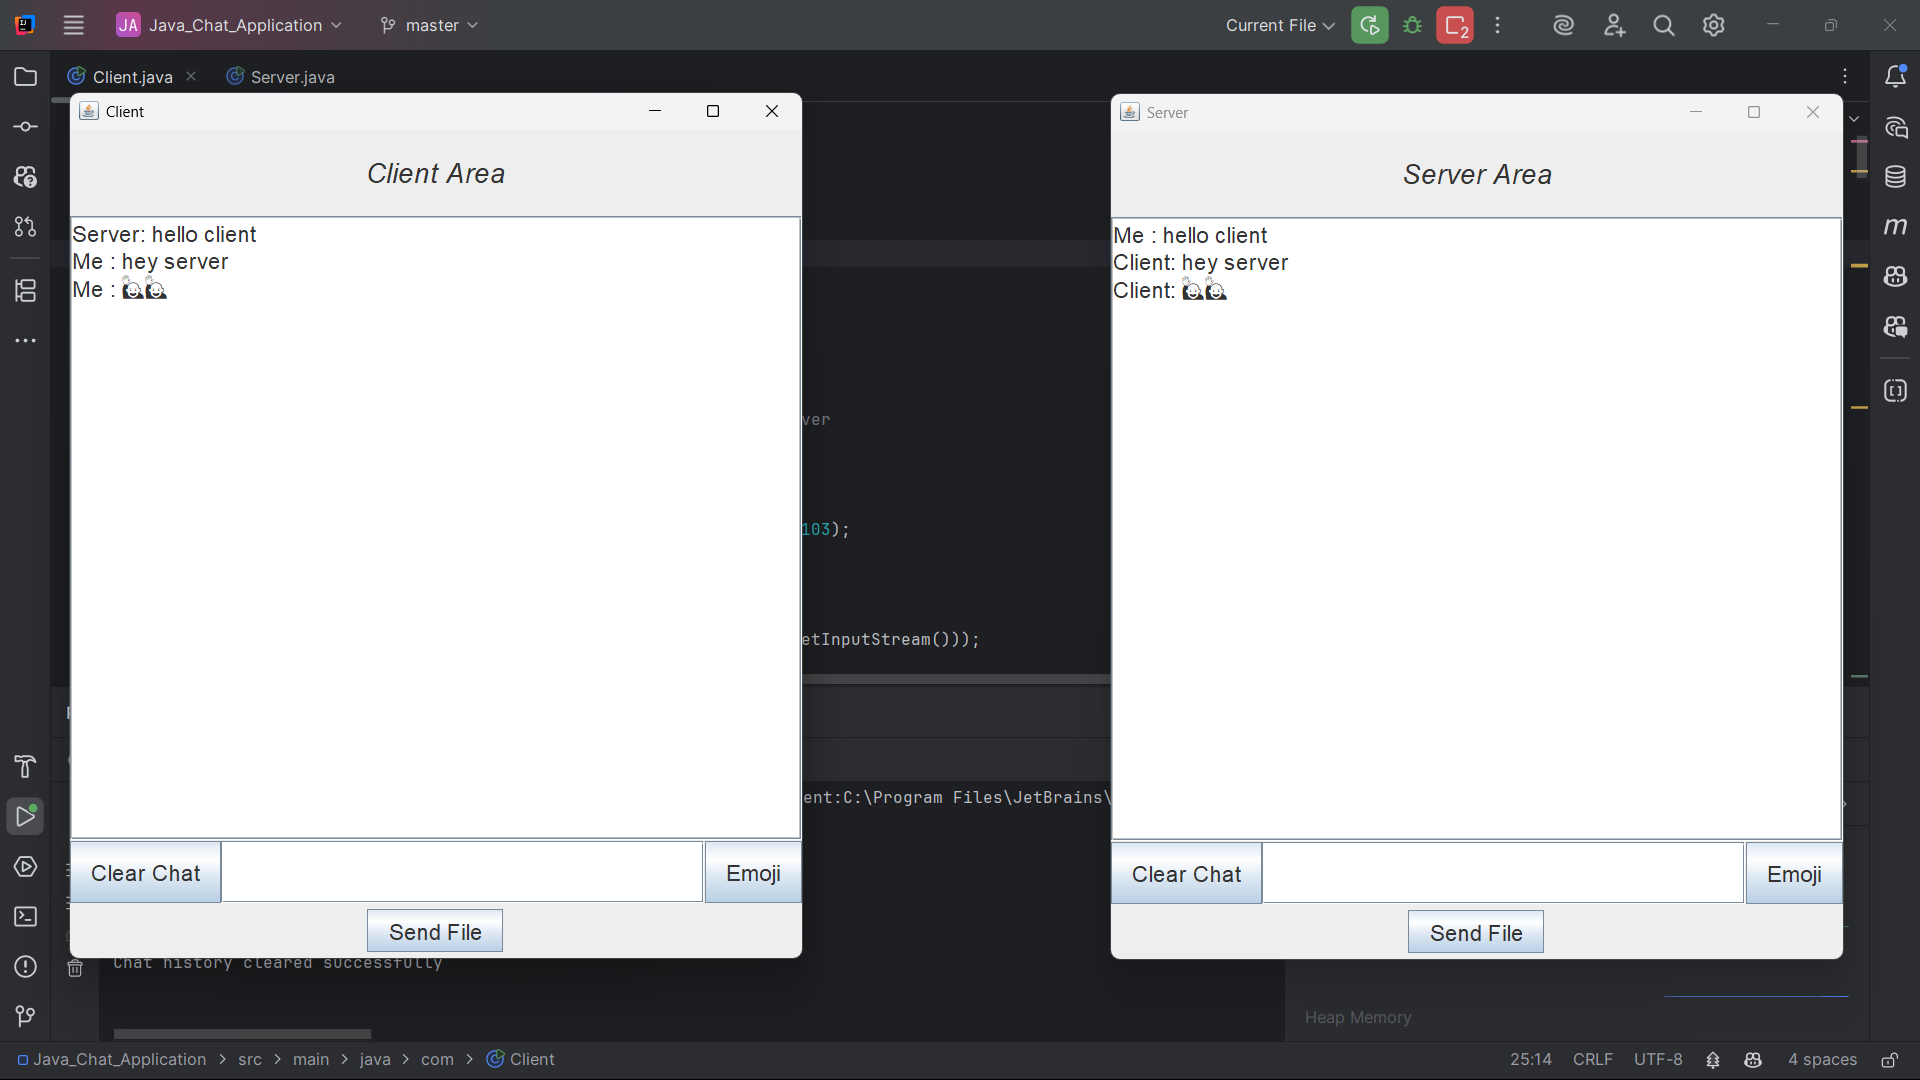 JA Java_Chat_Application master Current File 2
Client.java Server.java
Client
Client Area
Server: hello client
Me : hey server
Me : 🙋🏻🙋🏻
Clear Chat Emoji
Send File
Server
Server Area
Me : hello client
Client: hey server
Client: 🙋🏻🙋🏻
Clear Chat Emoji
Send File
ver
103);
etInputStream()));
ent:C:\Program Files\JetBrains\
Chat history cleared successfully
Heap Memory
Java_Chat_Application > src > main > java > com > Client 25:14 CRLF UTF-8 4 spaces